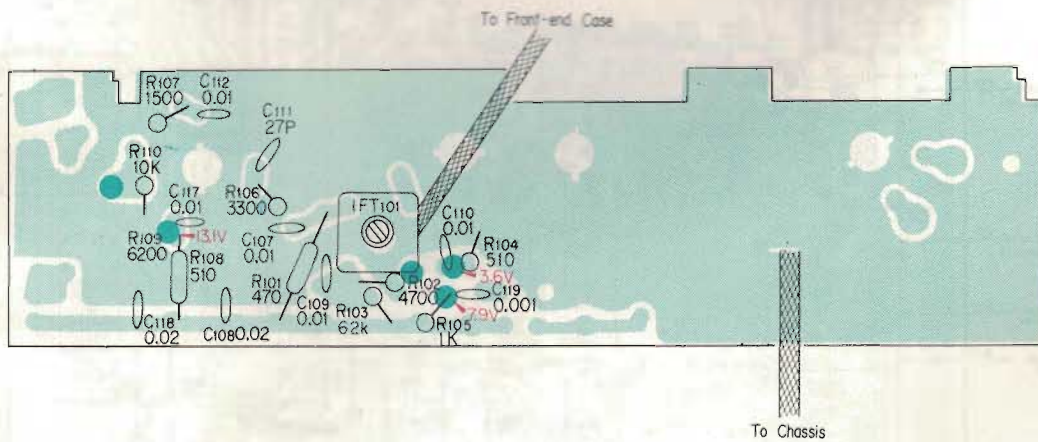 To Front-end Case
R107
1500
C112
0.01
C111
27P
R110
10K
C117
0.01
R106
3300
IFT101
C110
0.01
R104
510
13.1V
R109
6200
R108
510
C107
0.01
R101
470
C109
0.01
R102
4700
3.6V
C119
0.001
R103
62k
7.9V
R105
1K
C118
0.02
C108 0.02
To Chassis